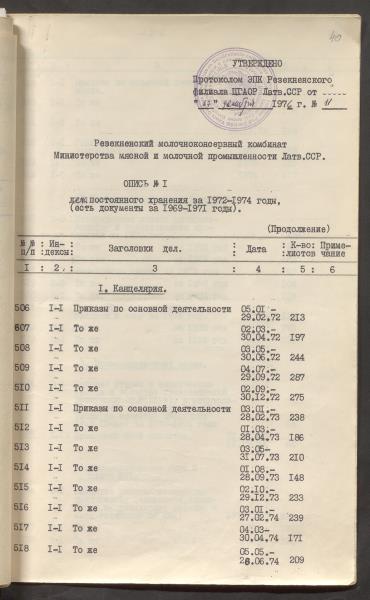 40
УТВЕРЖДЕНО
Протоколом ЭПК Резекненского
филиала ЦГАОР Латв.ССР от -----
" " декабря 1976 г. № 11
Резекненский молочноконсервный комбинат
Министерства мясной и молочной промышленности Латв.ССР.
ОПИСЬ № I
дел постоянного хранения за 1972-1974 годы,
(есть документы за 1969-1971 годы).
(Продолжение)
№ № : Ин- : Заголовки дел. : Дата : К-во: Приме-
п/п : дексы: : : листов : чание
I : 2. : 3 : 4 : 5 : 6
I. Канцелярия.
506 I-I Приказы по основной деятельности 05.01 -
29.02.72 213
507 I-I То же 02.03.-
30.04.72 197
508 I-I То же 03.05.-
30.06.72 244
509 I-I То же 04.07.-
29.09.72 287
510 I-I То же 02.09.-
30.12.72 275
511 I-I Приказы по основной деятельности 03.01.-
28.02.73 238
512 I-I То же 01.03.-
28.04.73 186
513 I-I То же 03.05-
31.07.73 210
514 I-I То же 01.08.-
28.09.73 148
515 I-I То же 02.10.-
29.12.73 233
516 I-I То же 03.01.-
27.02.74 239
517 I-I То же 04.03-
30.04.74 171
518 I-I То же 05.05.-
28.06.74 209